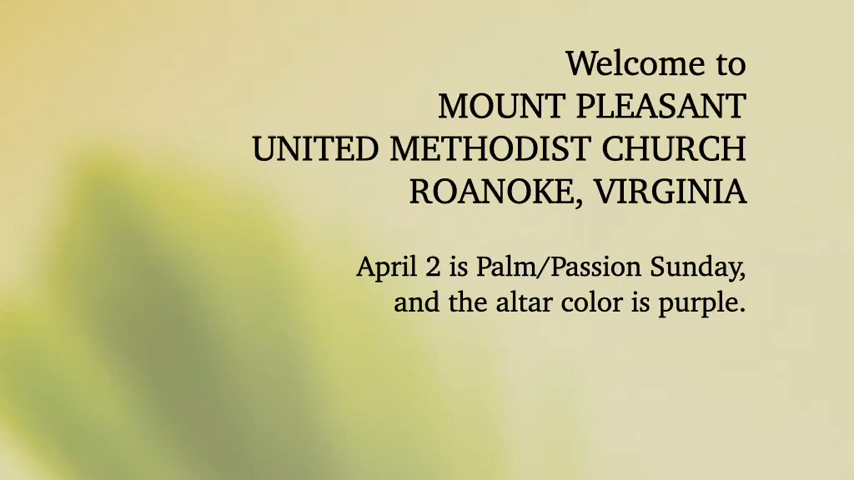 Welcome to
MOUNT PLEASANT
UNITED METHODIST CHURCH
ROANOKE, VIRGINIA
April 2 is Palm/Passion Sunday,
and the altar color is purple.